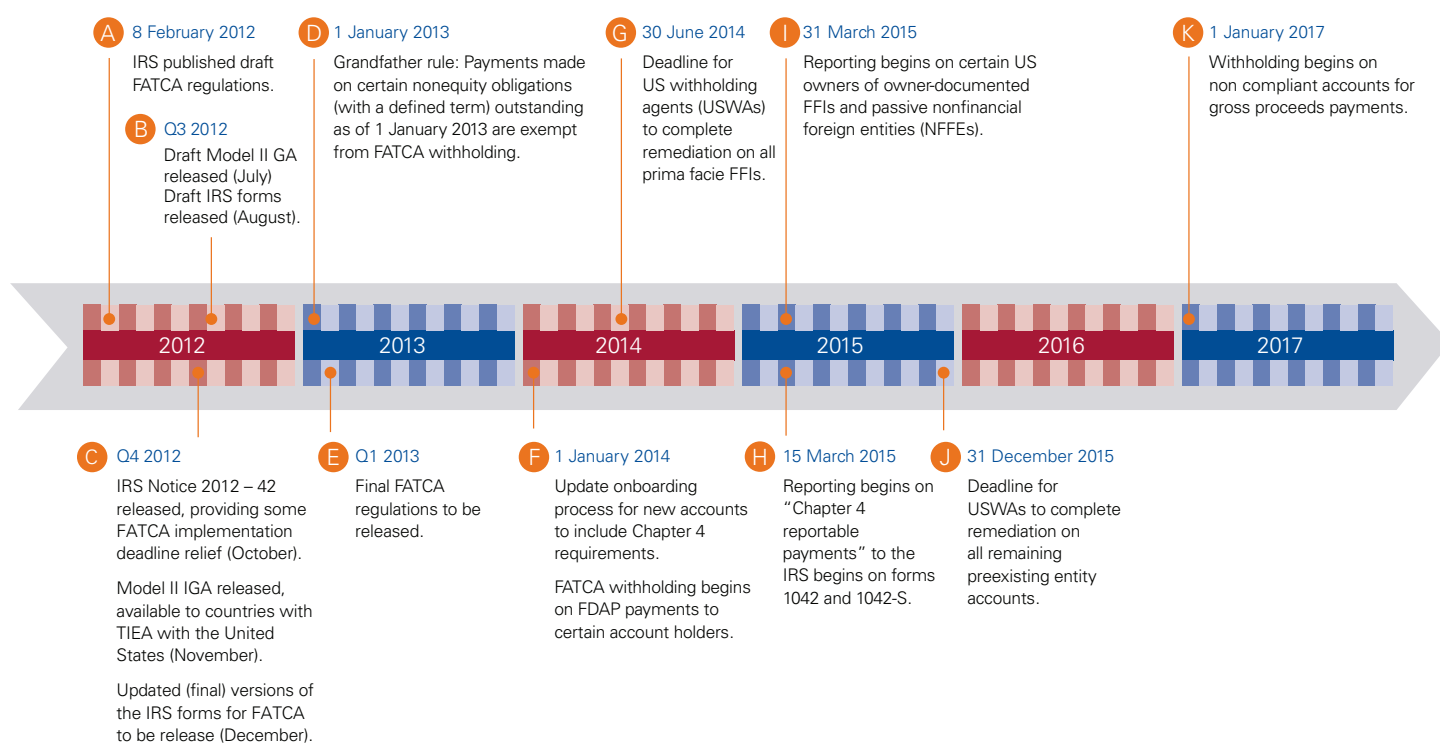 A 8 February 2012
IRS published draft
FATCA regulations.
B Q3 2012
Draft Model II GA
released (July)
Draft IRS forms
released (August).
D 1 January 2013
Grandfather rule: Payments made
on certain nonequity obligations
(with a defined term) outstanding
as of 1 January 2013 are exempt
from FATCA withholding.
G 30 June 2014
Deadline for
US withholding
agents (USWAs)
to complete
remediation on all
prima facie FFIs.
I 31 March 2015
Reporting begins on certain US
owners of owner-documented
FFIs and passive nonfinancial
foreign entities (NFFEs).
K 1 January 2017
Withholding begins on
non compliant accounts for
gross proceeds payments.
2012
2013
2014
2015
2016
2017
C Q4 2012
IRS Notice 2012 – 42
released, providing some
FATCA implementation
deadline relief (October).
Model II IGA released,
available to countries with
TIEA with the United
States (November).
Updated (final) versions of
the IRS forms for FATCA
to be release (December).
E Q1 2013
Final FATCA
regulations to be
released.
F 1 January 2014
Update onboarding
process for new accounts
to include Chapter 4
requirements.
FATCA withholding begins
on FDAP payments to
certain account holders.
H 15 March 2015
Reporting begins on
“Chapter 4
reportable
payments” to the
IRS begins on forms
1042 and 1042-S.
J 31 December 2015
Deadline for
USWAs to complete
remediation on
all remaining
preexisting entity
accounts.